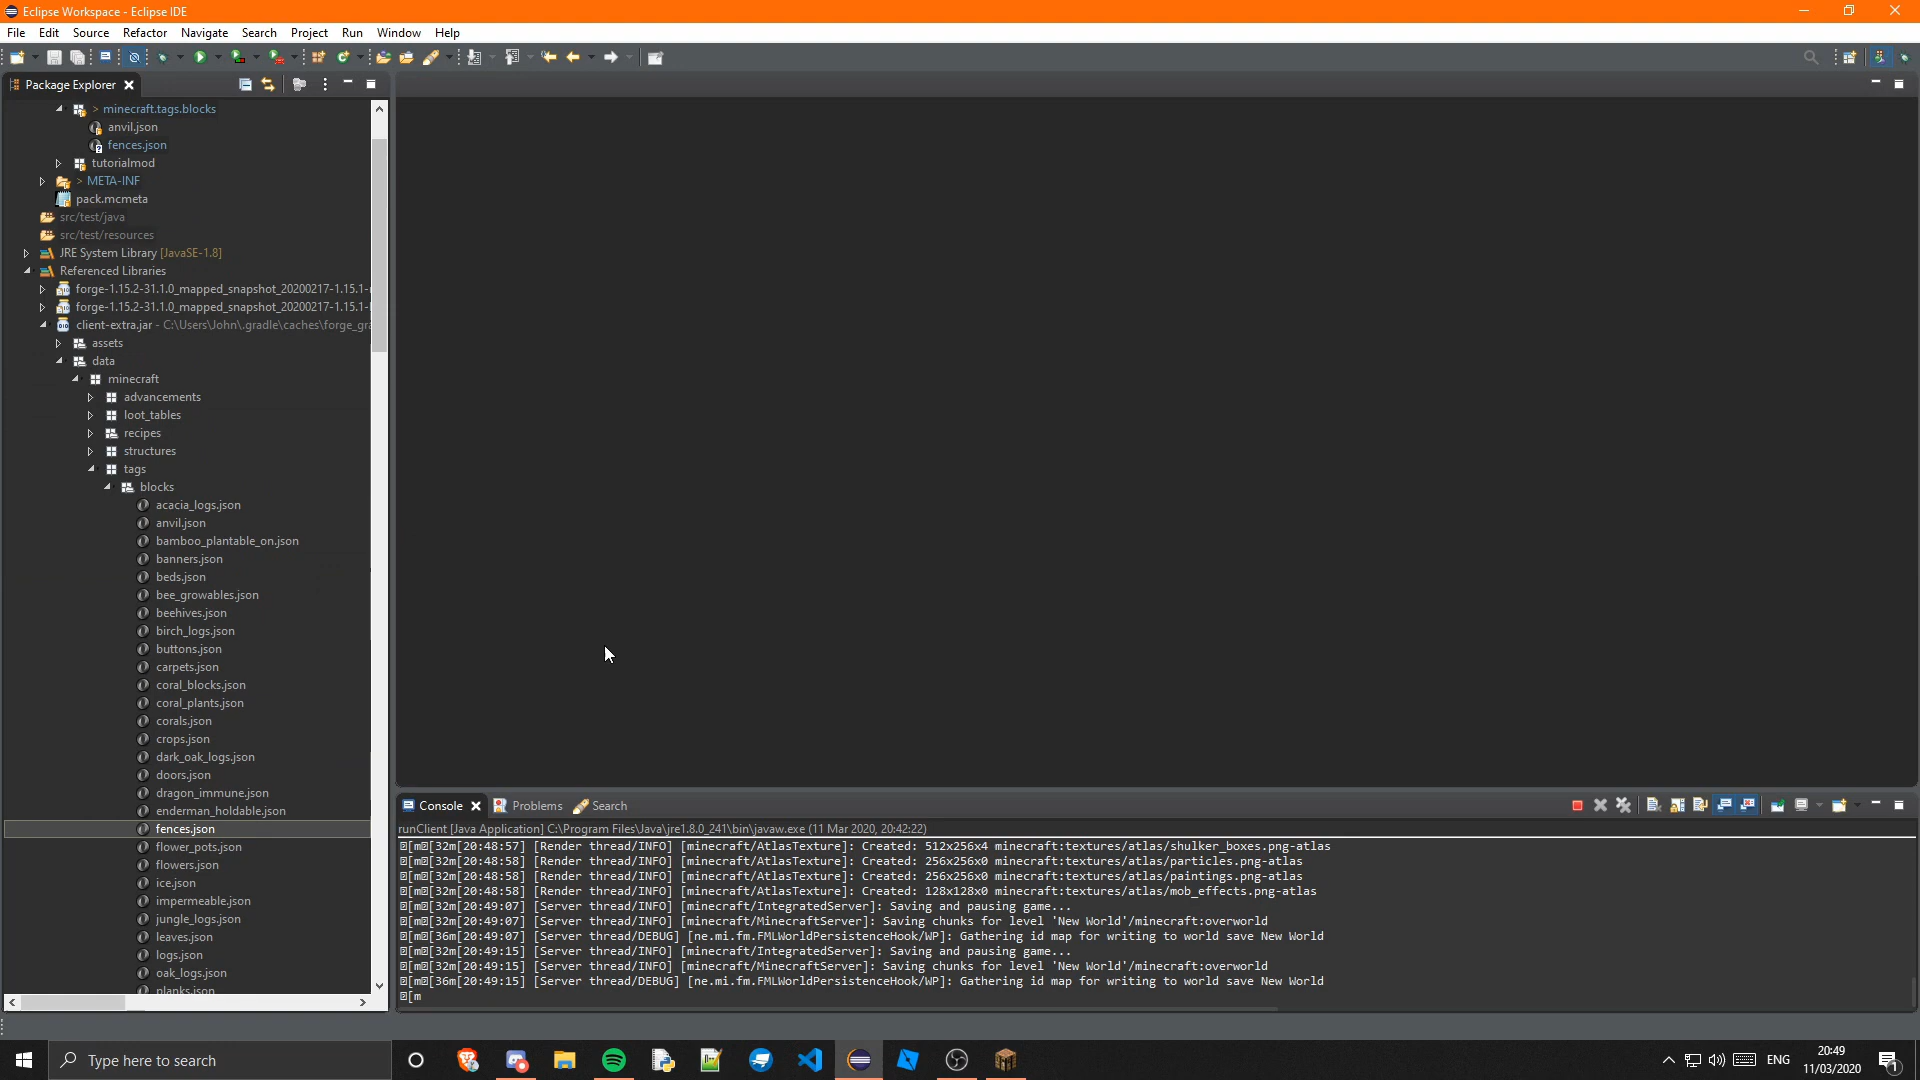 Eclipse Workspace - Eclipse IDE
File Edit Source Refactor Navigate Search Project Run Window Help
Package Explorer
> minecraft.tags.blocks
anvil.json
fences.json
tutorialmod
> META-INF
pack.mcmeta
src/test/java
src/test/resources
JRE System Library [JavaSE-1.8]
Referenced Libraries
forge-1.15.2-31.1.0_mapped_snapshot_20200217-1.15.1-
forge-1.15.2-31.1.0_mapped_snapshot_20200217-1.15.1-
client-extra.jar - C:\Users\John\.gradle\caches\forge_gra
assets
data
minecraft
advancements
loot_tables
recipes
structures
tags
blocks
acacia_logs.json
anvil.json
bamboo_plantable_on.json
banners.json
beds.json
bee_growables.json
beehives.json
birch_logs.json
buttons.json
carpets.json
coral_blocks.json
coral_plants.json
corals.json
crops.json
dark_oak_logs.json
doors.json
dragon_immune.json
enderman_holdable.json
fences.json
flower_pots.json
flowers.json
ice.json
impermeable.json
jungle_logs.json
leaves.json
logs.json
oak_logs.json
planks.json
Console Problems Search
runClient [Java Application] C:\Program Files\Java\jre1.8.0_241\bin\javaw.exe (11 Mar 2020, 20:42:22)
[m[32m[20:48:57] [Render thread/INFO] [minecraft/AtlasTexture]: Created: 512x256x4 minecraft:textures/atlas/shulker_boxes.png-atlas
[m[32m[20:48:58] [Render thread/INFO] [minecraft/AtlasTexture]: Created: 256x256x0 minecraft:textures/atlas/particles.png-atlas
[m[32m[20:48:58] [Render thread/INFO] [minecraft/AtlasTexture]: Created: 256x256x0 minecraft:textures/atlas/paintings.png-atlas
[m[32m[20:48:58] [Render thread/INFO] [minecraft/AtlasTexture]: Created: 128x128x0 minecraft:textures/atlas/mob_effects.png-atlas
[m[32m[20:49:07] [Server thread/INFO] [minecraft/IntegratedServer]: Saving and pausing game...
[m[32m[20:49:07] [Server thread/INFO] [minecraft/MinecraftServer]: Saving chunks for level 'New World'/minecraft:overworld
[m[36m[20:49:07] [Server thread/DEBUG] [ne.mi.fm.FMLWorldPersistenceHook/WP]: Gathering id map for writing to world save New World
[m[32m[20:49:15] [Server thread/INFO] [minecraft/IntegratedServer]: Saving and pausing game...
[m[32m[20:49:15] [Server thread/INFO] [minecraft/MinecraftServer]: Saving chunks for level 'New World'/minecraft:overworld
[m[36m[20:49:15] [Server thread/DEBUG] [ne.mi.fm.FMLWorldPersistenceHook/WP]: Gathering id map for writing to world save New World
[m
Type here to search
ENG
20:49
11/03/2020
1